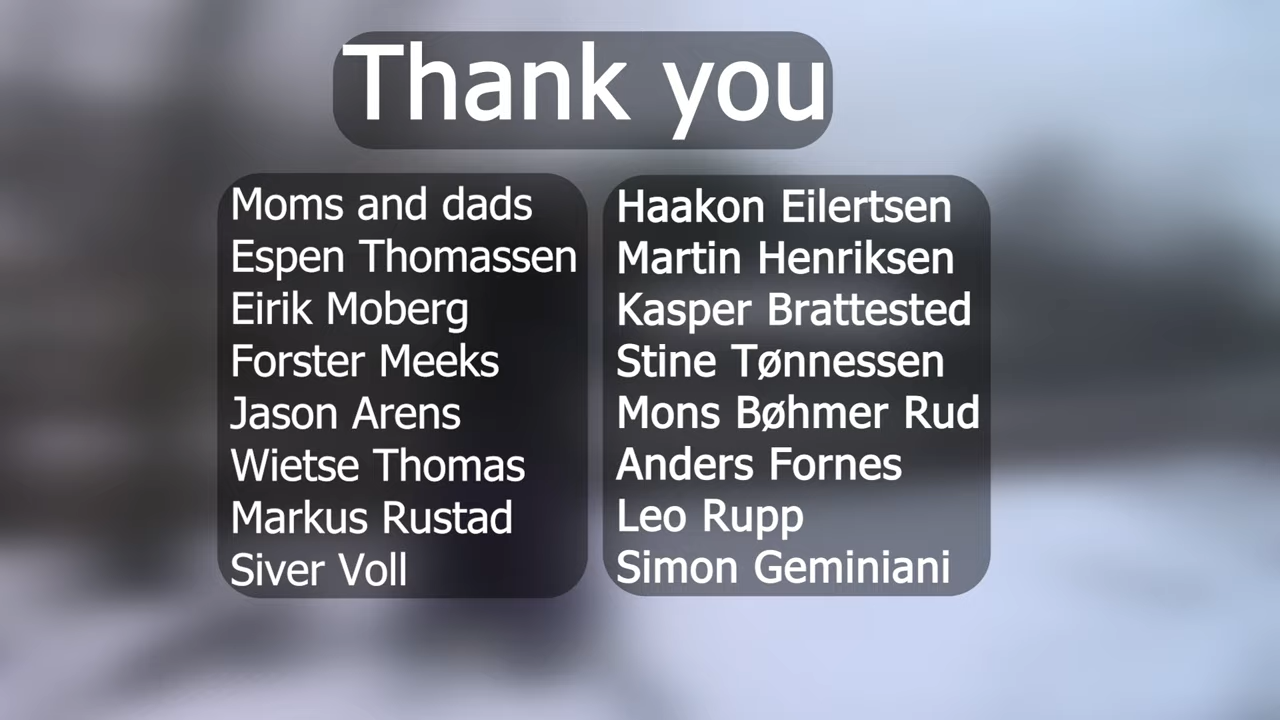 Thank you
Moms and dads
Espen Thomassen
Eirik Moberg
Forster Meeks
Jason Arens
Wietse Thomas
Markus Rustad
Siver Voll
Haakon Eilertsen
Martin Henriksen
Kasper Brattested
Stine Tønnessen
Mons Bøhmer Rud
Anders Fornes
Leo Rupp
Simon Geminiani